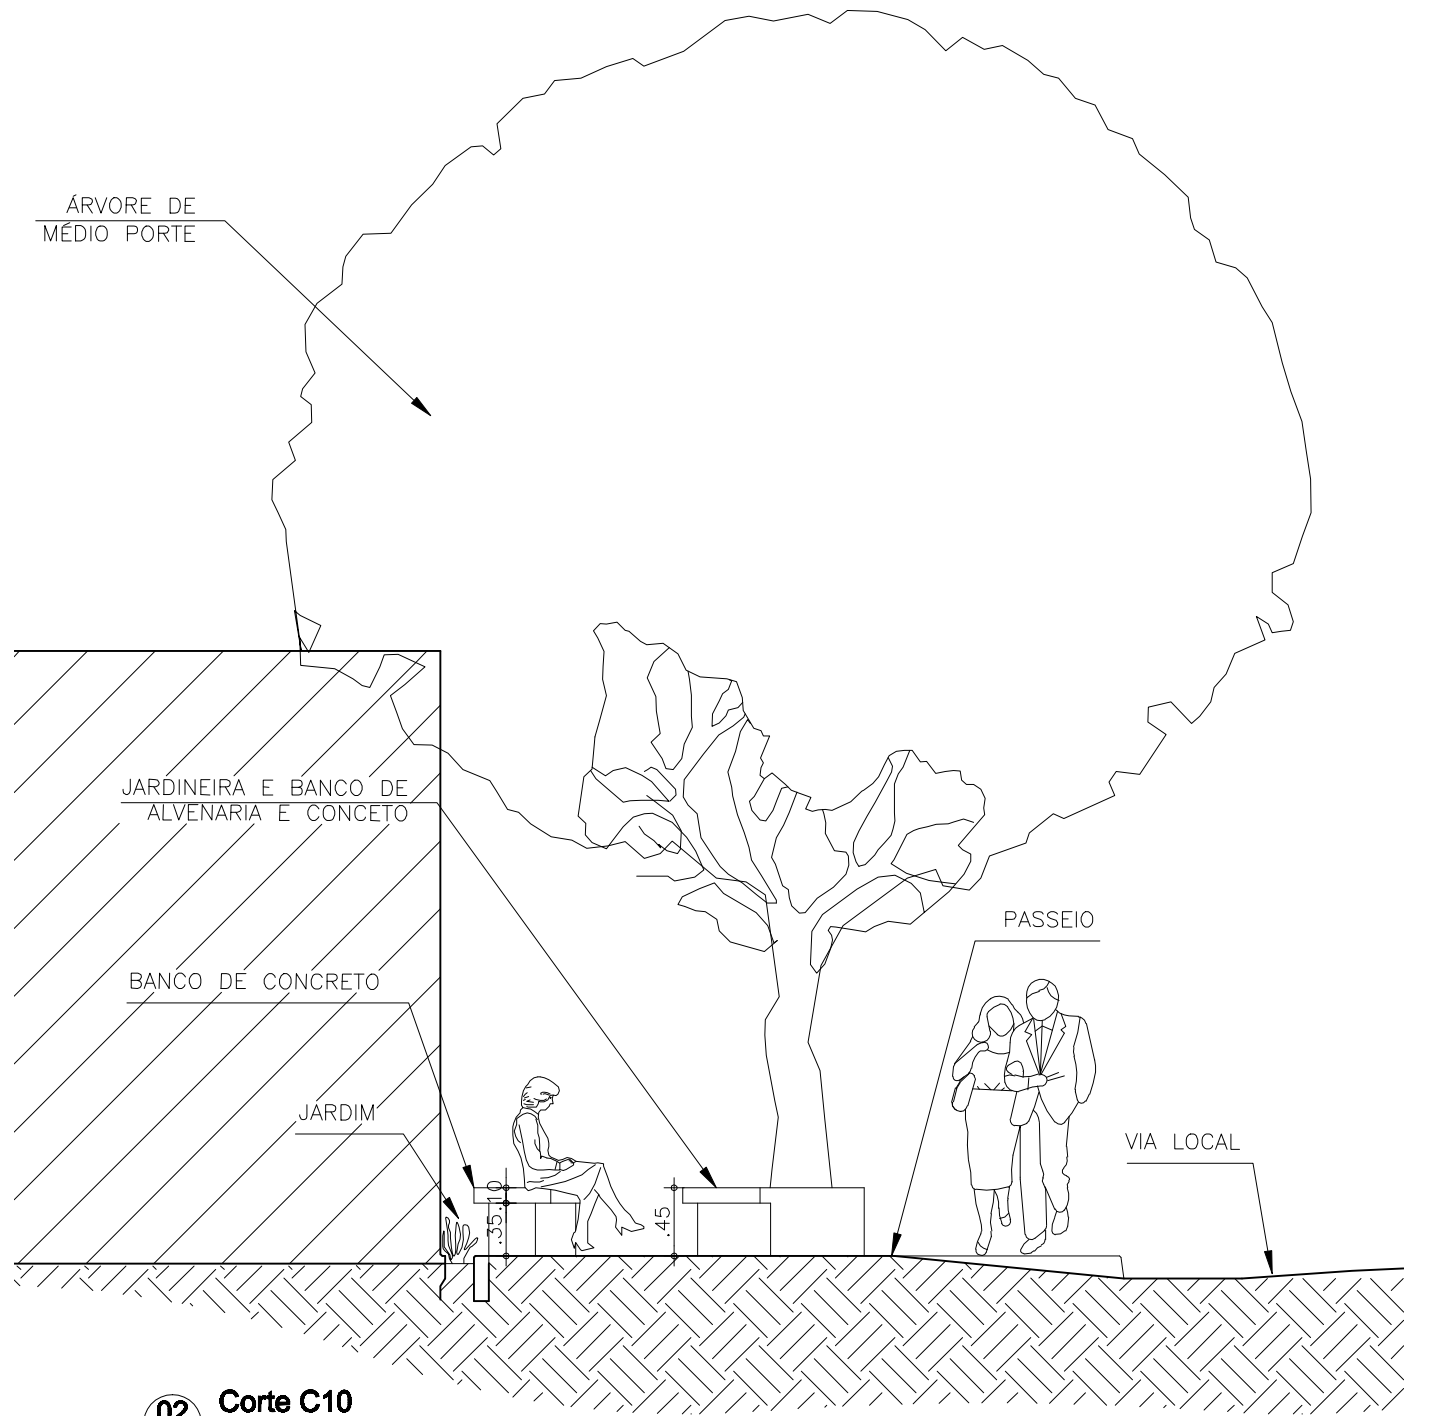 ÁRVORE DE
MÉDIO PORTE
JARDINEIRA E BANCO DE
ALVENARIA E CONCETO
PASSEIO
BANCO DE CONCRETO
JARDIM
VIA LOCAL
.10
.35
.45
02
Corte C10